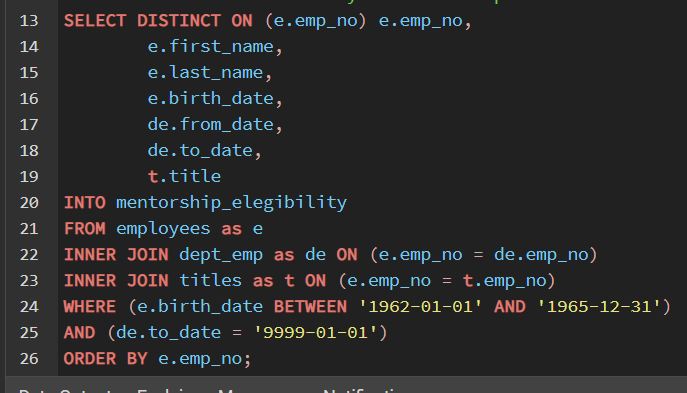 13 SELECT DISTINCT ON (e.emp_no) e.emp_no,
14 e.first_name,
15 e.last_name,
16 e.birth_date,
17 de.from_date,
18 de.to_date,
19 t.title
20 INTO mentorship_elegibility
21 FROM employees as e
22 INNER JOIN dept_emp as de ON (e.emp_no = de.emp_no)
23 INNER JOIN titles as t ON (e.emp_no = t.emp_no)
24 WHERE (e.birth_date BETWEEN '1962-01-01' AND '1965-12-31')
25 AND (de.to_date = '9999-01-01')
26 ORDER BY e.emp_no;